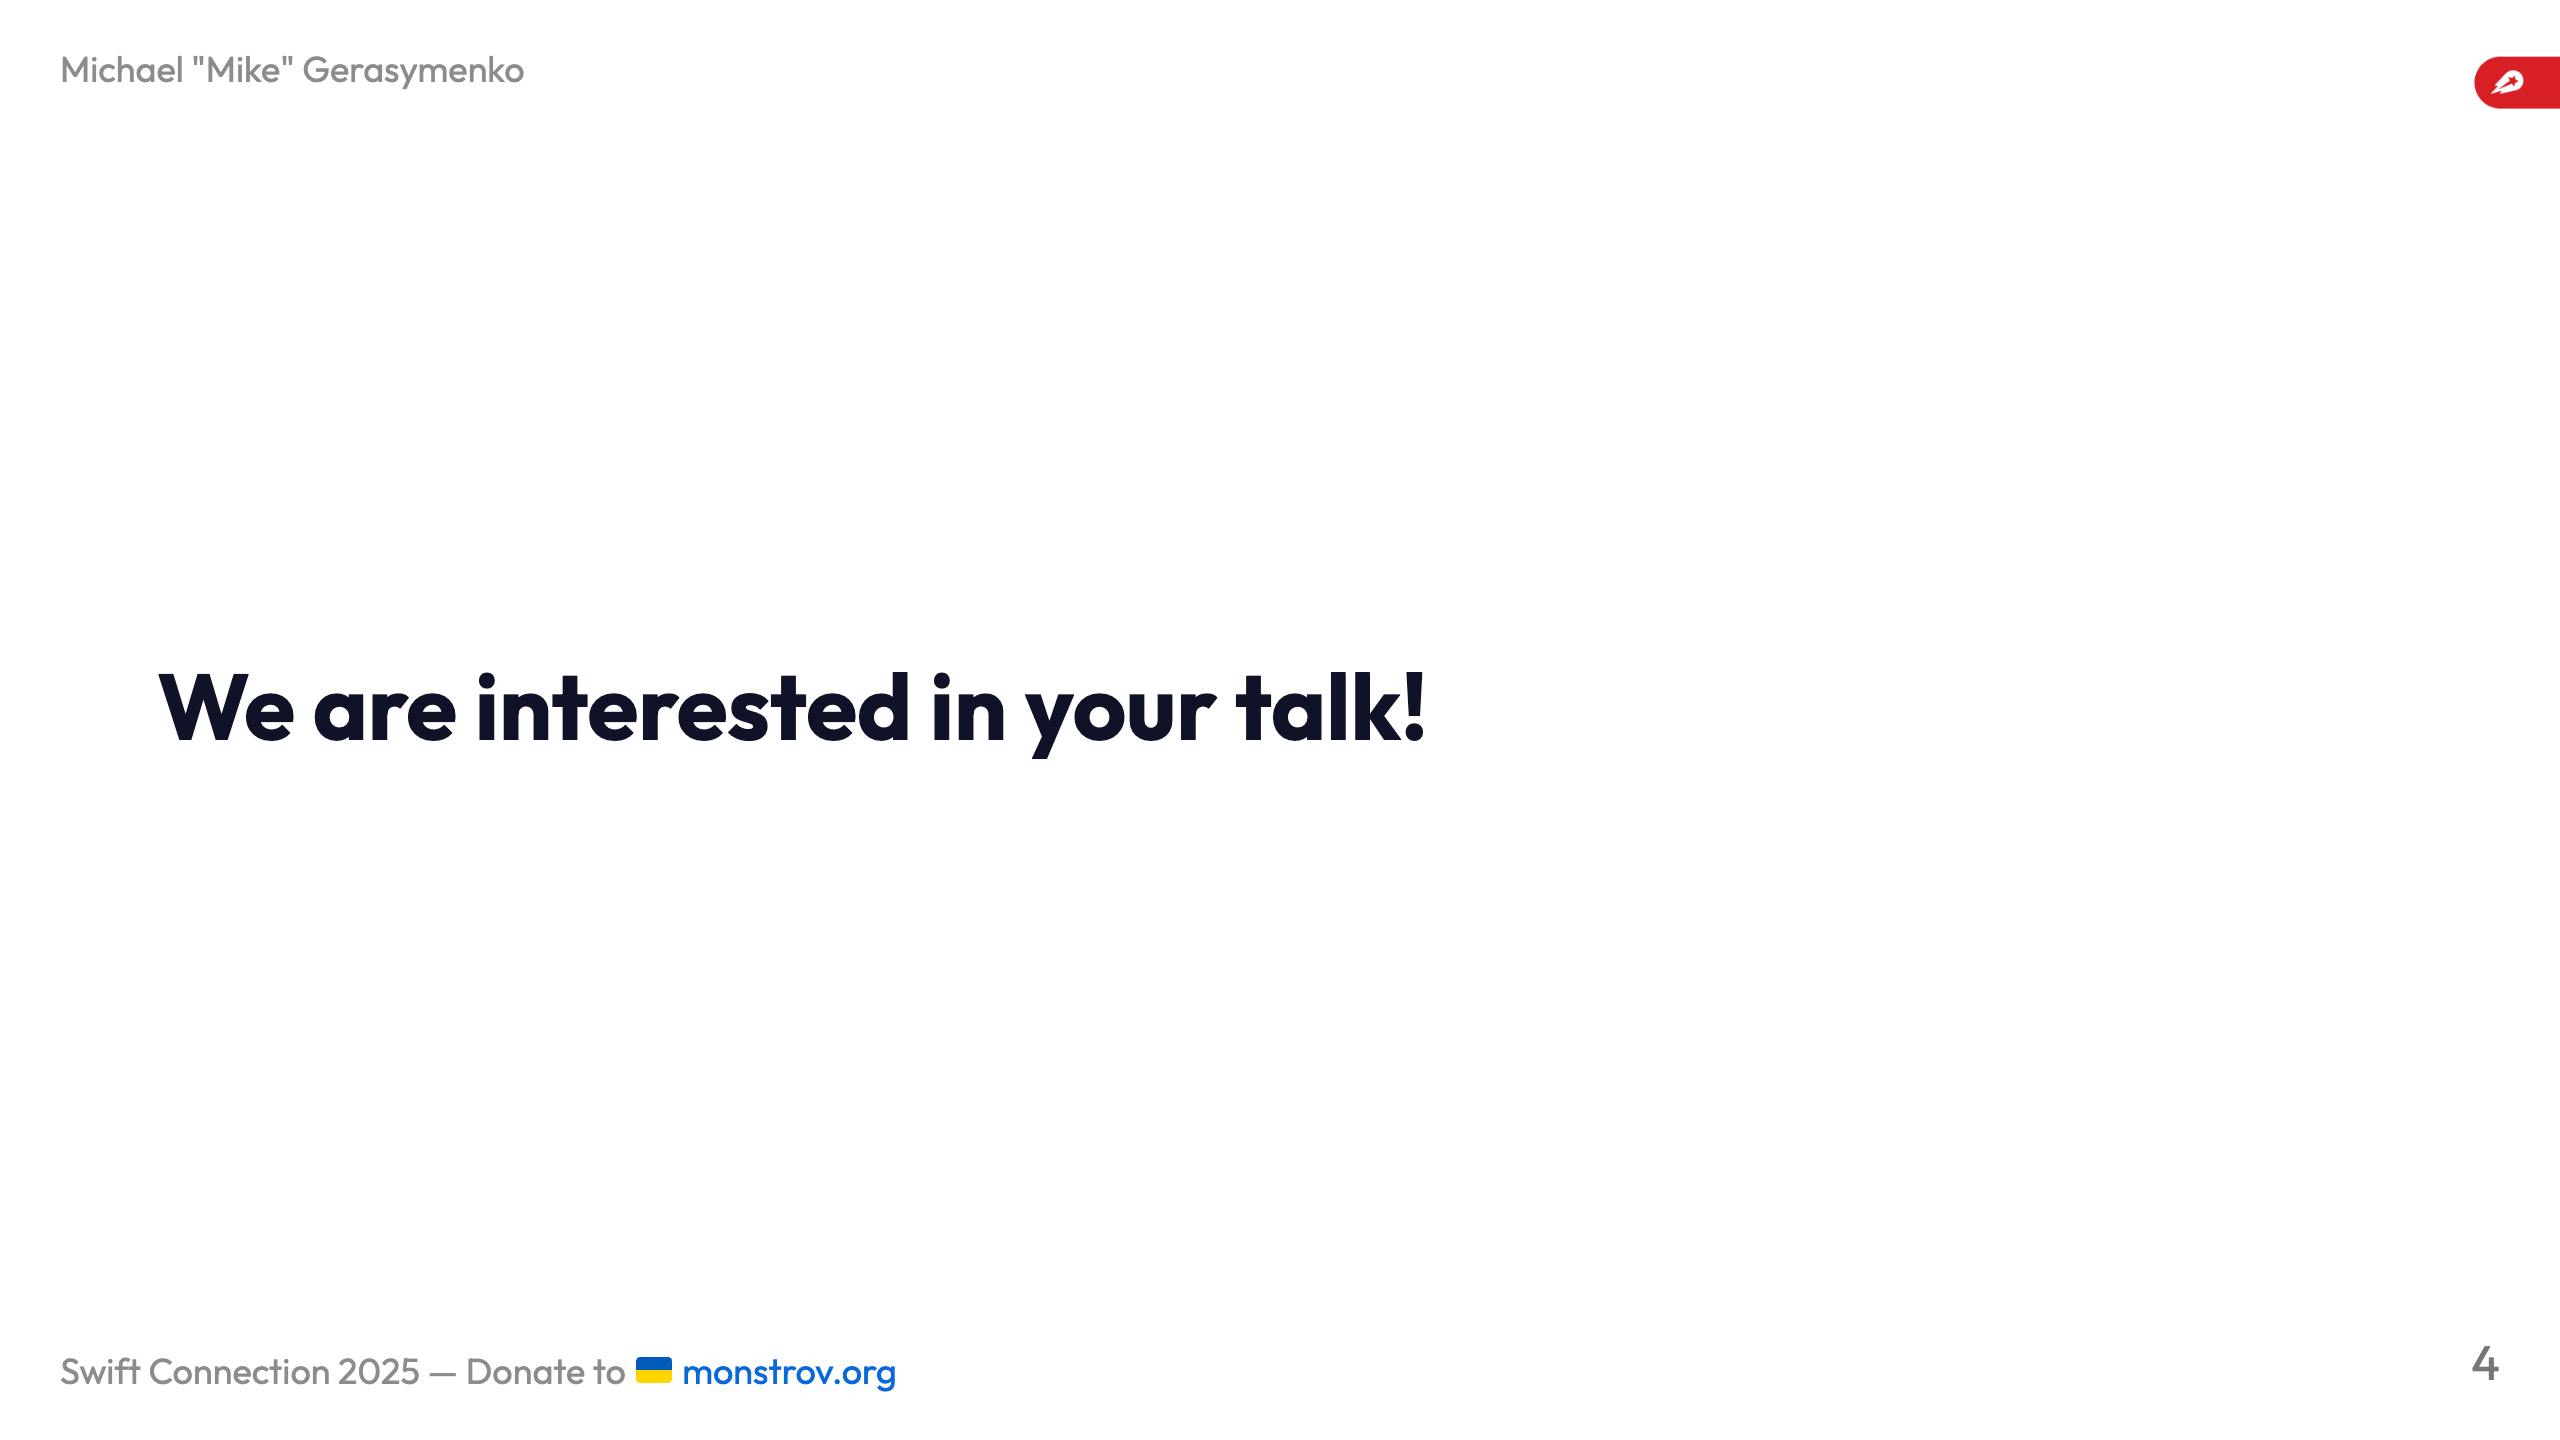 Michael "Mike" Gerasymenko
We are interested in your talk!
Swift Connection 2025 — Donate to 🇺🇦 monstrov.org
4